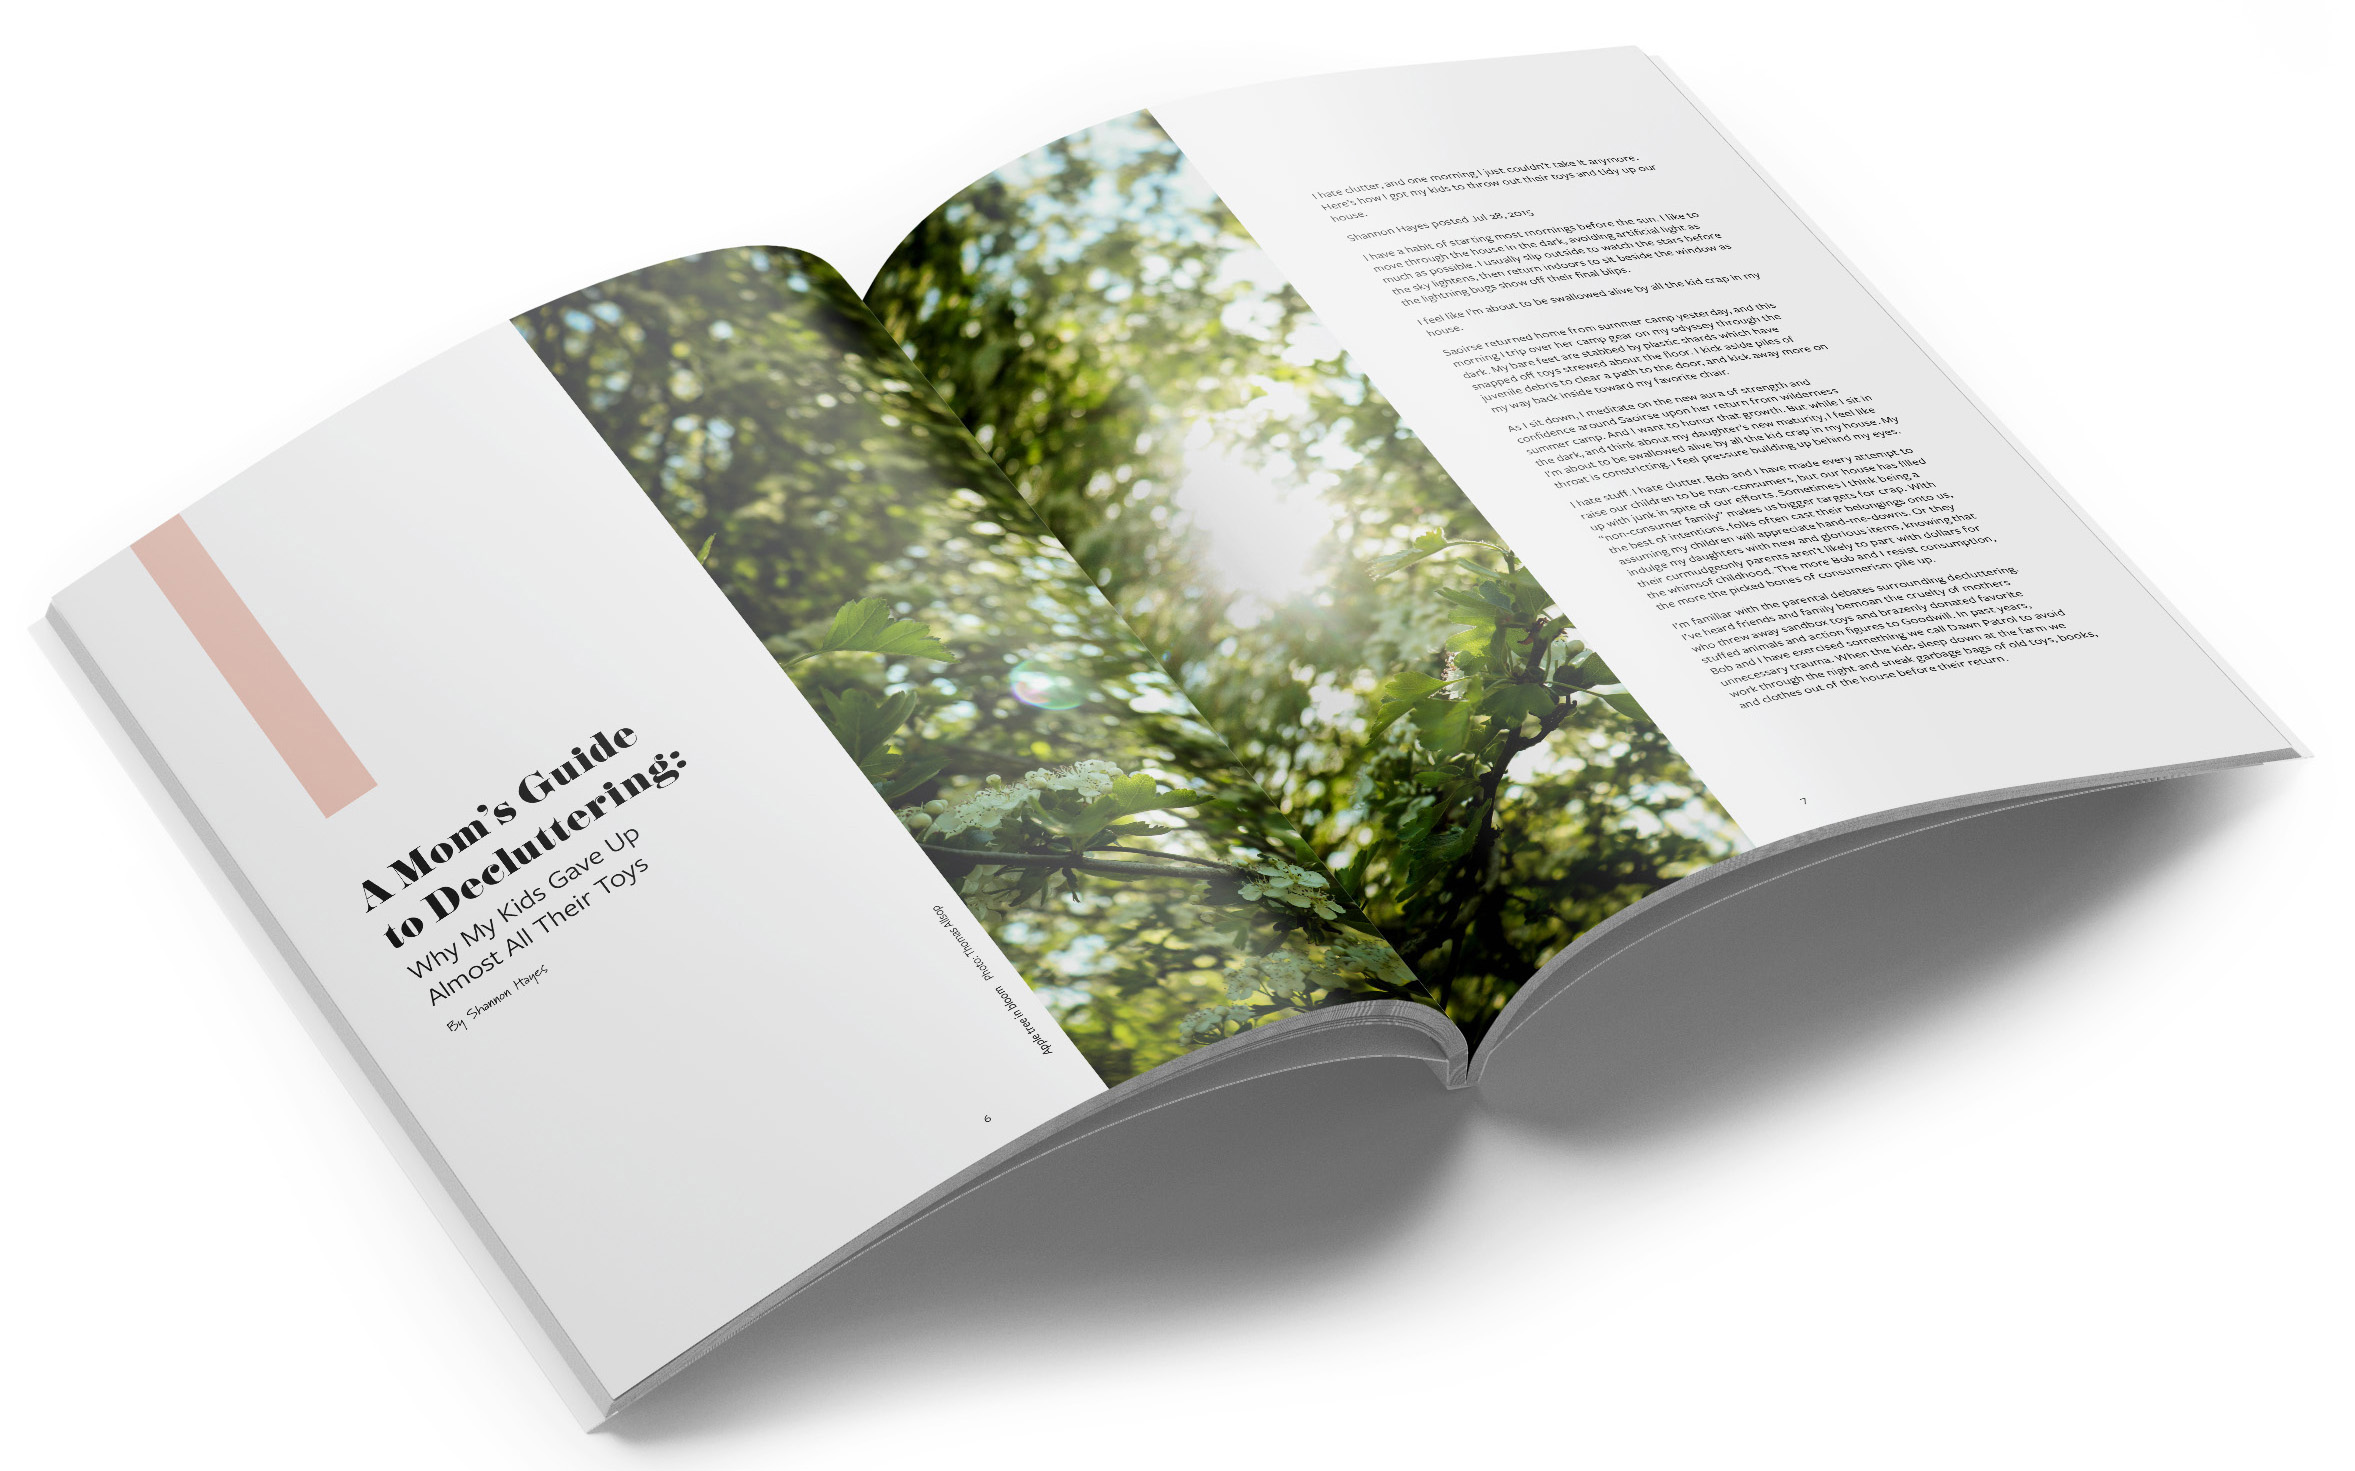 A Mom's Guide
to Decluttering:
Why My Kids Gave Up
Almost All Their Toys
By Shannon Hayes
Apple tree in bloom Photo: Thomas Allsop
6
I hate clutter, and one morning I just couldn't take it anymore.
Here's how I got my kids to throw out their toys and tidy up our
house.
Shannon Hayes posted Jul 28, 2015
I have a habit of starting most mornings before the sun. I like to
move through the house in the dark, avoiding artificial light as
much as possible. I usually slip outside to watch the stars before
the sky lightens, then return indoors to sit beside the window as
the lightning bugs show off their final blips.
I feel like I'm about to be swallowed alive by all the kid crap in my
house.
Saoirse returned home from summer camp yesterday, and this
morning I trip over her camp gear on my odyssey through the
dark. My bare feet are stabbed by plastic shards which have
snapped off toys strewed about the floor. I kick aside piles of
juvenile debris to clear a path to the door, and kick away more on
my way back inside toward my favorite chair.
As I sit down, I meditate on the new aura of strength and
confidence around Saoirse upon her return from wilderness
summer camp. And I want to honor that growth. But while I sit in
the dark, and think about my daughter's new maturity, I feel like
I'm about to be swallowed alive by all the kid crap in my house. My
throat is constricting. I feel pressure building up behind my eyes.
I hate stuff. I hate clutter. Bob and I have made every attempt to
raise our children to be non-consumers, but our house has filled
up with junk in spite of our efforts. Sometimes I think being a
"non-consumer family" makes us bigger targets for crap. With
the best of intentions, folks often cast their belongings onto us,
assuming my children will appreciate hand-me-downs. Or they
indulge my daughters with new and glorious items, knowing that
their curmudgeonly parents aren't likely to part with dollars for
the whimsof childhood. The more Bob and I resist consumption,
the more the picked bones of consumerism pile up.
I'm familiar with the parental debates surrounding decluttering.
I've heard friends and family bemoan the cruelty of mothers
who threw away sandbox toys and brazenly donated favorite
stuffed animals and action figures to Goodwill. In past years,
Bob and I have exercised something we call Dawn Patrol to avoid
unnecessary trauma. When the kids sleep down at the farm we
work through the night and sneak garbage bags of old toys, books,
and clothes out of the house before their return.
7